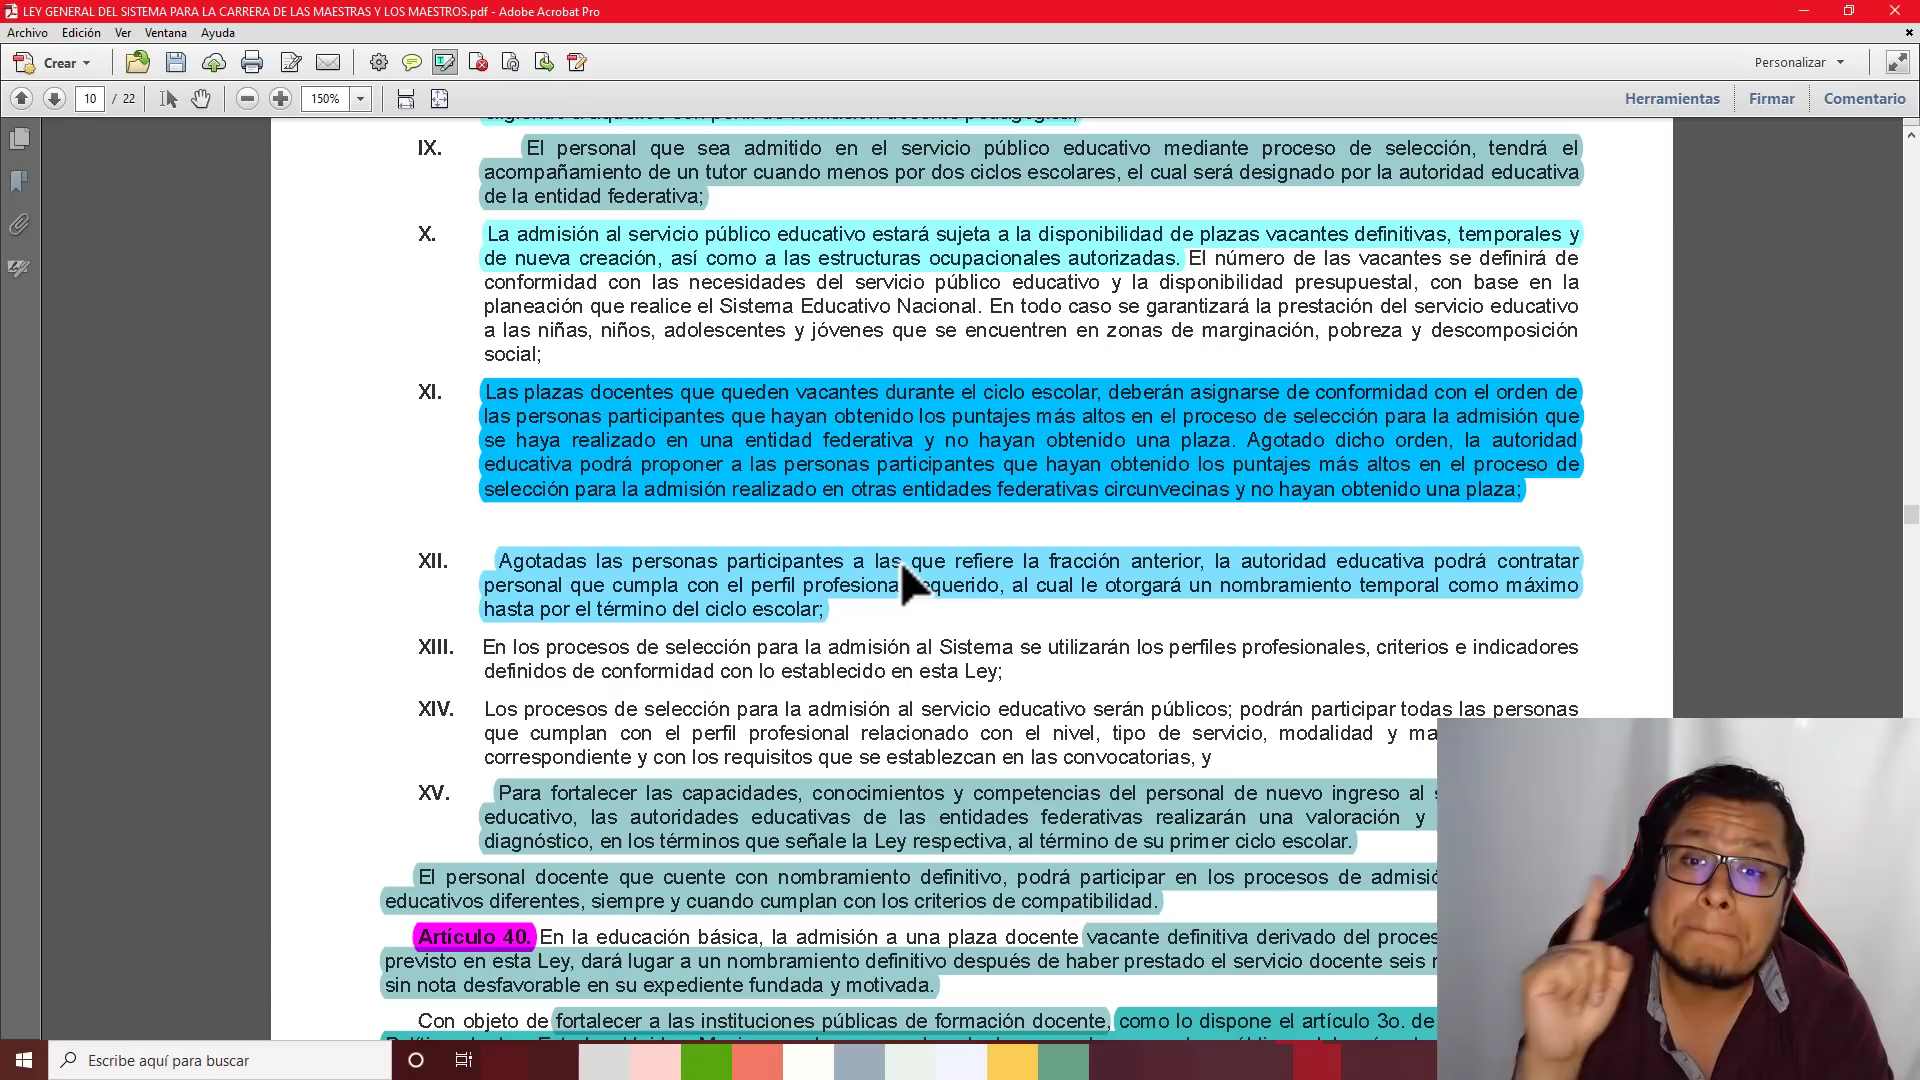 LEY GENERAL DEL SISTEMA PARA LA CARRERA DE LAS MAESTRAS Y LOS MAESTROS.pdf - Adobe Acrobat Pro
Archivo Edición Ver Ventana Ayuda
Crear Personalizar
10 / 22 150% Herramientas Firmar Comentario
IX. El personal que sea admitido en el servicio público educativo mediante proceso de selección, tendrá el
acompañamiento de un tutor cuando menos por dos ciclos escolares, el cual será designado por la autoridad educativa
de la entidad federativa;
X. La admisión al servicio público educativo estará sujeta a la disponibilidad de plazas vacantes definitivas, temporales y
de nueva creación, así como a las estructuras ocupacionales autorizadas. El número de las vacantes se definirá de
conformidad con las necesidades del servicio público educativo y la disponibilidad presupuestal, con base en la
planeación que realice el Sistema Educativo Nacional. En todo caso se garantizará la prestación del servicio educativo
a las niñas, niños, adolescentes y jóvenes que se encuentren en zonas de marginación, pobreza y descomposición
social;
XI. Las plazas docentes que queden vacantes durante el ciclo escolar, deberán asignarse de conformidad con el orden de
las personas participantes que hayan obtenido los puntajes más altos en el proceso de selección para la admisión que
se haya realizado en una entidad federativa y no hayan obtenido una plaza. Agotado dicho orden, la autoridad
educativa podrá proponer a las personas participantes que hayan obtenido los puntajes más altos en el proceso de
selección para la admisión realizado en otras entidades federativas circunvecinas y no hayan obtenido una plaza;
XII. Agotadas las personas participantes a las que refiere la fracción anterior, la autoridad educativa podrá contratar
personal que cumpla con el perfil profesional requerido, al cual le otorgará un nombramiento temporal como máximo
hasta por el término del ciclo escolar;
XIII. En los procesos de selección para la admisión al Sistema se utilizarán los perfiles profesionales, criterios e indicadores
definidos de conformidad con lo establecido en esta Ley;
XIV. Los procesos de selección para la admisión al servicio educativo serán públicos; podrán participar todas las personas
que cumplan con el perfil profesional relacionado con el nivel, tipo de servicio, modalidad y
correspondiente y con los requisitos que se establezcan en las convocatorias, y
XV. Para fortalecer las capacidades, conocimientos y competencias del personal de nuevo ingreso al
educativo, las autoridades educativas de las entidades federativas realizarán una valoración y
diagnóstico, en los términos que señale la Ley respectiva, al término de su primer ciclo escolar.
El personal docente que cuente con nombramiento definitivo, podrá participar en los procesos de
educativos diferentes, siempre y cuando cumplan con los criterios de compatibilidad.
Artículo 40. En la educación básica, la admisión a una plaza docente vacante definitiva derivado del
previsto en esta Ley, dará lugar a un nombramiento definitivo después de haber prestado el servicio docente seis
sin nota desfavorable en su expediente fundada y motivada.
Con objeto de fortalecer a las instituciones públicas de formación docente, como lo dispone el artículo 3o. de
Escribe aquí para buscar